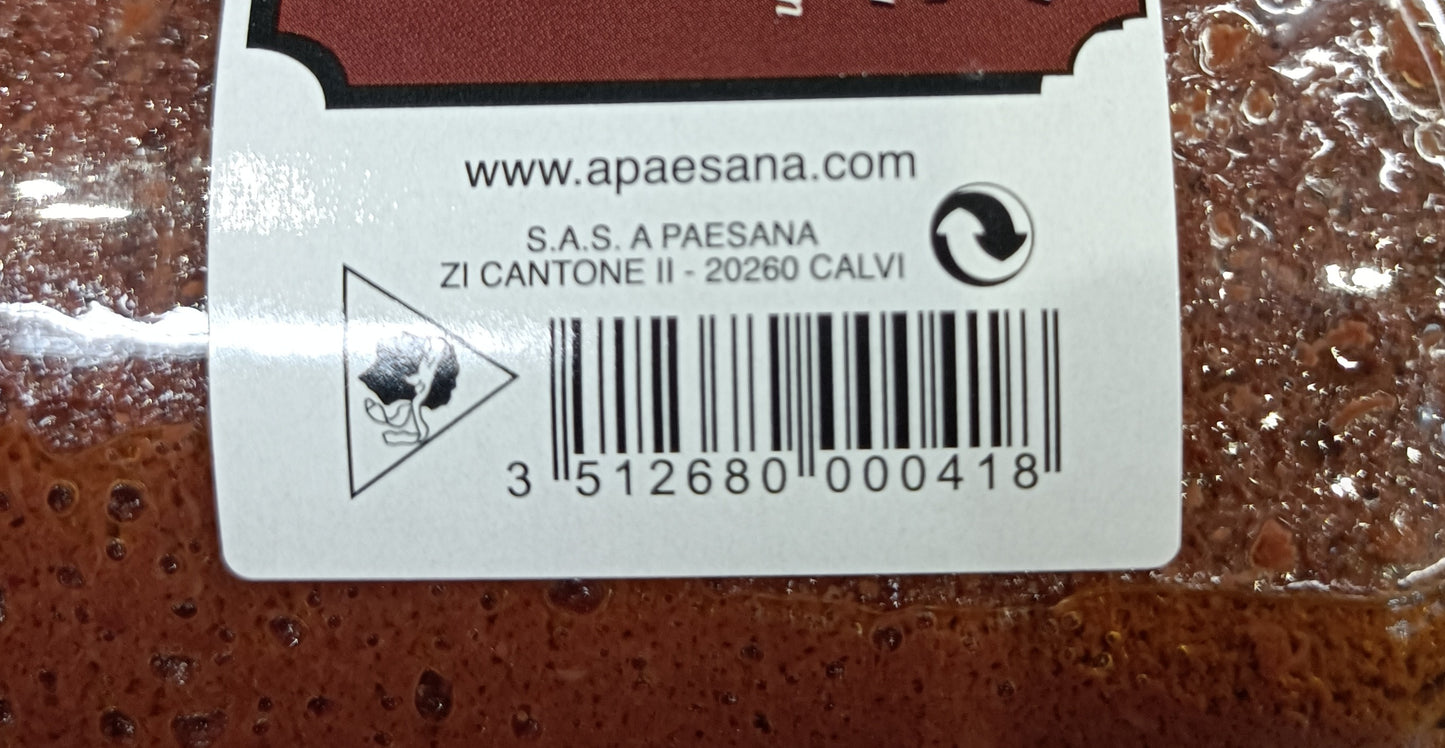 www.apaesana.com
S.A.S. A PAESANA
ZI CANTONE II - 20260 CALVI
3 512680 000418